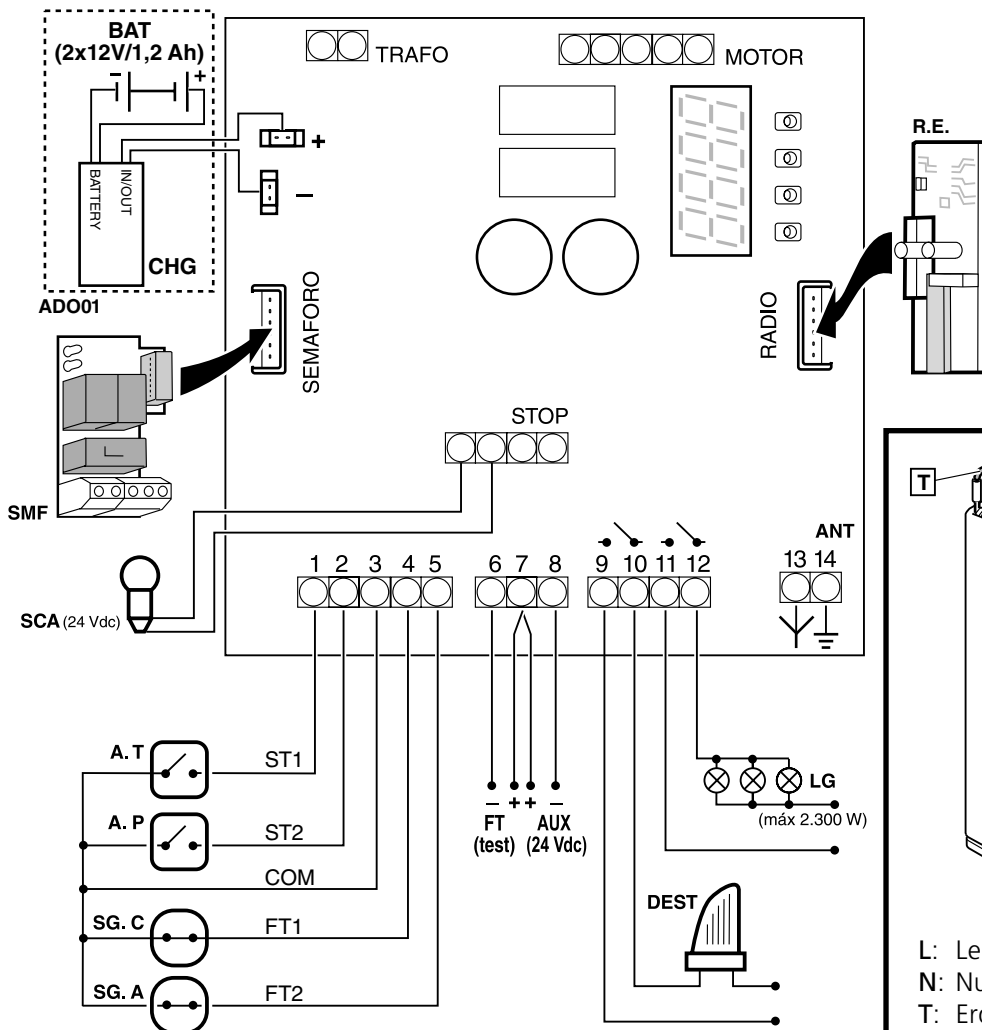 BAT
(2x12V/1,2 Ah)
- +
BATTERY
IN/OUT
CHG
ADO01
TRAFO
MOTOR
+
–
SEMAFORO
RADIO
R.E.
SMF
STOP
SCA (24 Vdc)
ANT
1 2 3 4 5 6 7 8 9 10 11 12 13 14
A. T ST1
A. P ST2
COM
SG. C FT1
SG. A FT2
– + + –
FT AUX
(test) (24 Vdc)
LG
(máx 2.300 W)
DEST
T
L: Le
N: Nu
T: